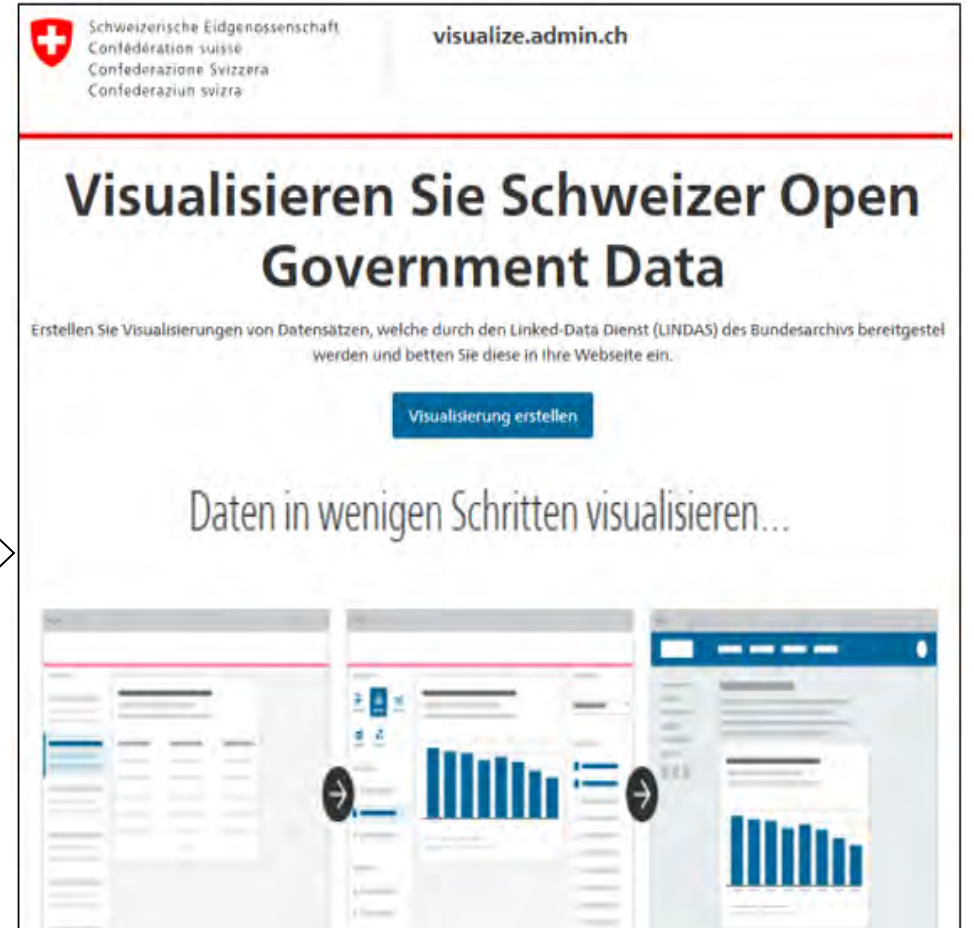 Schweizerische Eidgenossenschaft
Confédération suisse
Confederazione Svizzera
Confederaziun svizra
visualize.admin.ch
Visualisieren Sie Schweizer Open
Government Data
Erstellen Sie Visualisierungen von Datensätzen, welche durch den Linked-Data Dienst (LINDAS) des Bundesarchivs bereitgestel
werden und betten Sie diese in Ihre Webseite ein.
Visualisierung erstellen
Daten in wenigen Schritten visualisieren...